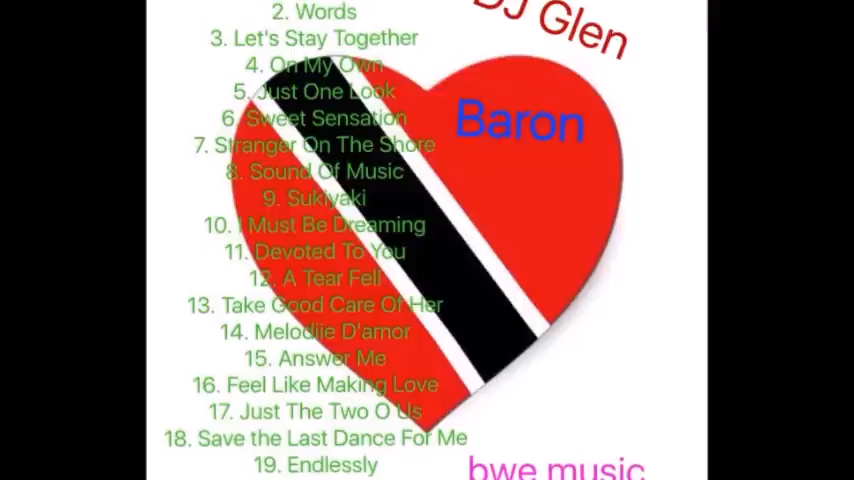 DJ Glen
2. Words
3. Let's Stay Together
4. On My Own
5. Just One Look
6. Sweet Sensation
Baron
7. Stranger On The Shore
8. Sound Of Music
9. Sukiyaki
10. I Must Be Dreaming
11. Devoted To You
12. A Tear Fell
13. Take Good Care Of Her
14. Melodiie D'amor
15. Answer Me
16. Feel Like Making Love
17. Just The Two O Us
18. Save the Last Dance For Me
19. Endlessly
bwe music